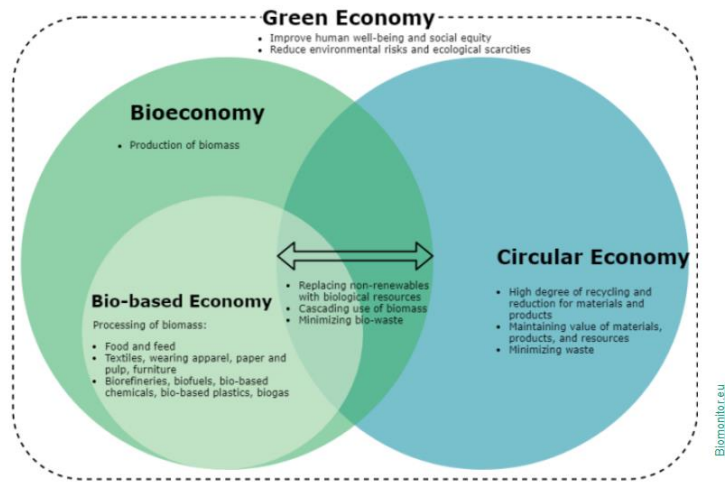 Green Economy
• Improve human well-being and social equity
• Reduce environmental risks and ecological scarcities
Bioeconomy
• Production of biomass
Bio-based Economy
Processing of biomass:
• Food and feed
• Textiles, wearing apparel, paper and
pulp, furniture
• Biorefineries, biofuels, bio-based
chemicals, bio-based plastics, biogas
• Replacing non-renewables
with biological resources
• Cascading use of biomass
• Minimizing bio-waste
Circular Economy
• High degree of recycling and
reduction for materials and
products
• Maintaining value of materials,
products, and resources
• Minimizing waste
Biomonitor.eu